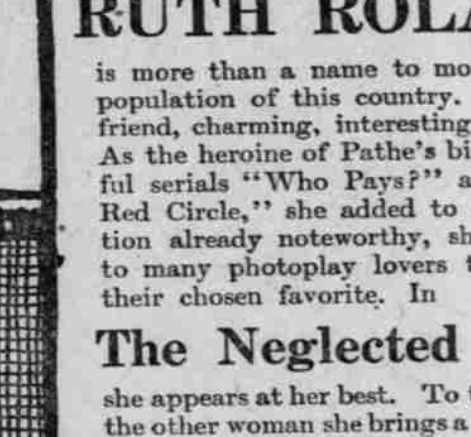 RUTH ROLA
is more than a name to mo
population of this country.
friend, charming, interesting
As the heroine of Pathe's bi
ful serials "Who Pays?" a
Red Circle," she added to
tion already noteworthy, sh
to many photoplay lovers t
their chosen favorite. In
The Neglected
she appears at her best. To t
the other woman she brings a